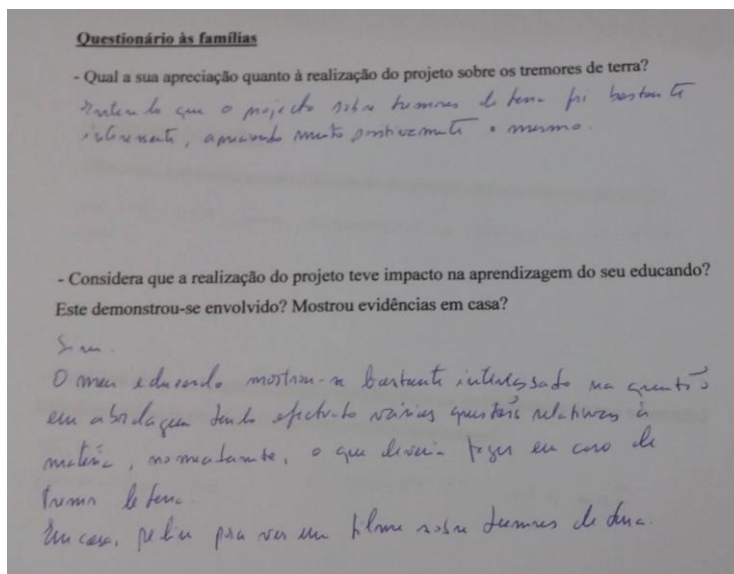 Questionário às famílias
- Qual a sua apreciação quanto à realização do projeto sobre os tremores de terra?
Entendo que o projecto sobre tremores de terra foi bastante
interessante, apreciando muito positivamente o mesmo.
- Considera que a realização do projeto teve impacto na aprendizagem do seu educando?
Este demonstrou-se envolvido? Mostrou evidências em casa?
Sim.
O meu educando mostrou-se bastante interessado na questão
em abordagem tendo efectuado várias questões relativas à
matéria, nomeadamente, o que deveria fazer em caso de
tremor de terra.
Em casa, pediu para ver um filme sobre tremores de terra.